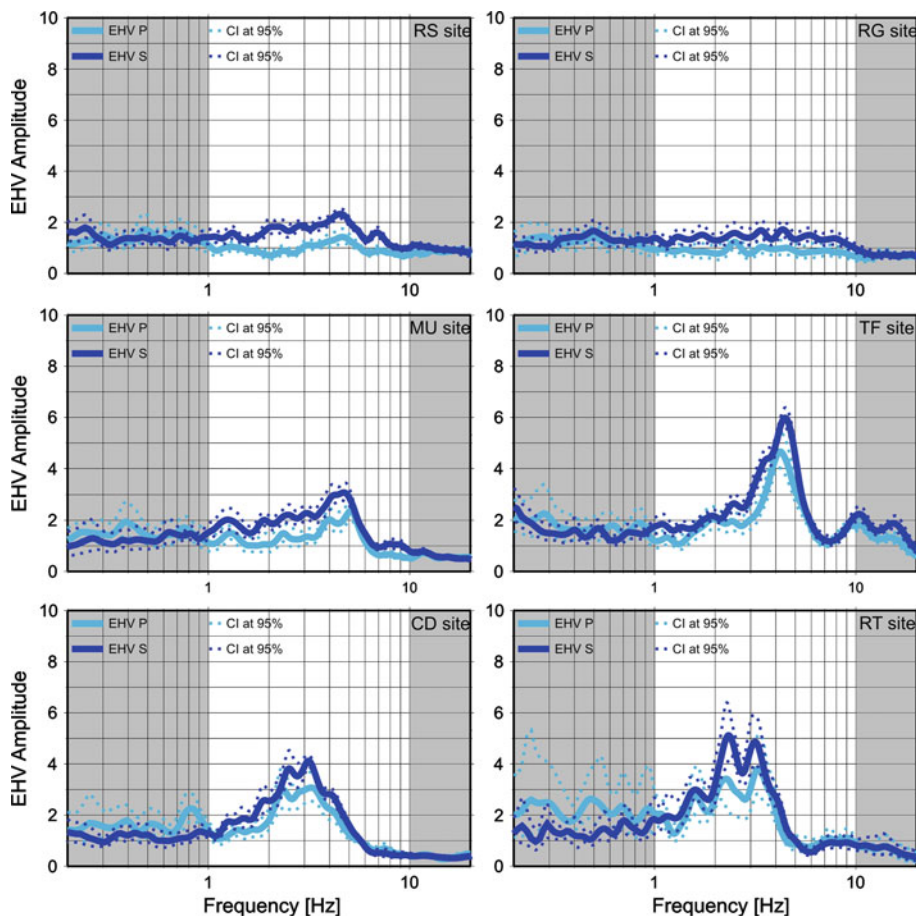 EHV P CI at 95% RS site
EHV S CI at 95%
EHV Amplitude
10
8
6
4
2
0
1 10
EHV P CI at 95% RG site
EHV S CI at 95%
10
8
6
4
2
0
1 10
EHV P CI at 95% MU site
EHV S CI at 95%
EHV Amplitude
10
8
6
4
2
0
1 10
EHV P CI at 95% TF site
EHV S CI at 95%
10
8
6
4
2
0
1 10
EHV P CI at 95% CD site
EHV S CI at 95%
EHV Amplitude
10
8
6
4
2
0
1 10
Frequency [Hz]
EHV P CI at 95% RT site
EHV S CI at 95%
10
8
6
4
2
0
1 10
Frequency [Hz]